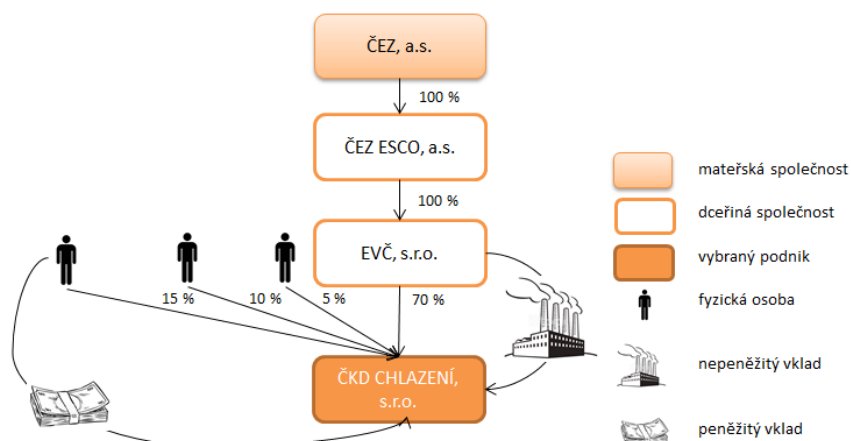 ČEZ, a.s.
100 %
ČEZ ESCO, a.s.
100 %
EVČ, s.r.o.
15 %
10 %
5 %
70 %
ČKD CHLAZENÍ,
s.r.o.
mateřská společnost
dceřiná společnost
vybraný podnik
fyzická osoba
nepeněžitý vklad
peněžitý vklad